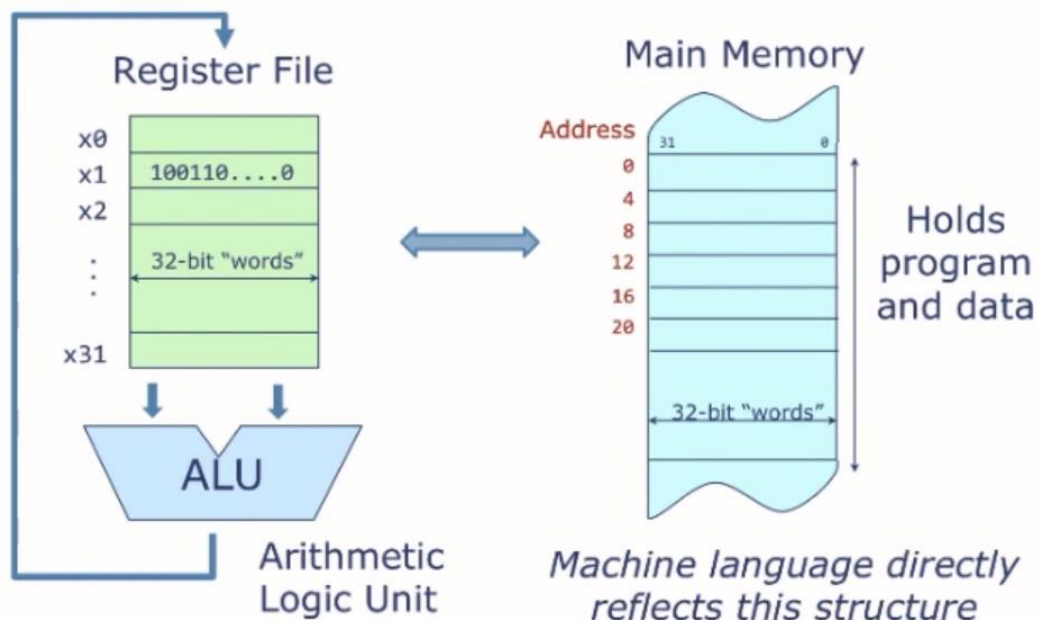 Register File
x0
x1 100110....0
x2
32-bit “words”
⋮
x31
ALU
Arithmetic
Logic Unit
Main Memory
Address
31 0
0
4
8
12
16
20
32-bit “words”
Holds
program
and data
Machine language directly
reflects this structure